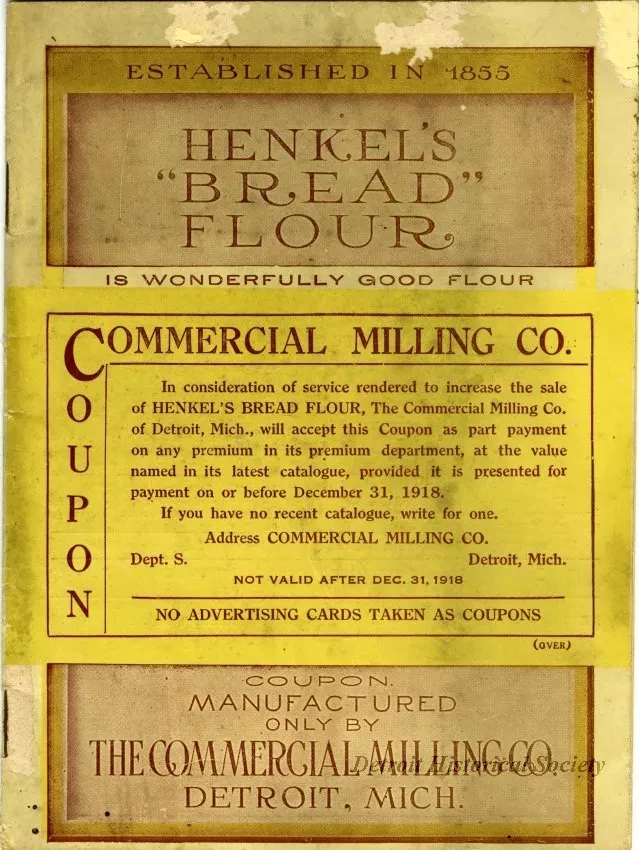 ESTABLISHED IN 1855
HENKEL'S
"BREAD"
FLOUR
IS WONDERFULLY GOOD FLOUR
COMMERCIAL MILLING CO.
COUPON
In consideration of service rendered to increase the sale
of HENKEL'S BREAD FLOUR, The Commercial Milling Co.
of Detroit, Mich., will accept this Coupon as part payment
on any premium in its premium department, at the value
named in its latest catalogue, provided it is presented for
payment on or before December 31, 1918.
If you have no recent catalogue, write for one.
Address COMMERCIAL MILLING CO.
Dept. S. Detroit, Mich.
NOT VALID AFTER DEC. 31, 1918
NO ADVERTISING CARDS TAKEN AS COUPONS
(OVER)
COUPON.
MANUFACTURED
ONLY BY
THE COMMERCIAL MILLING CO.
Detroit Historical Society
DETROIT, MICH.